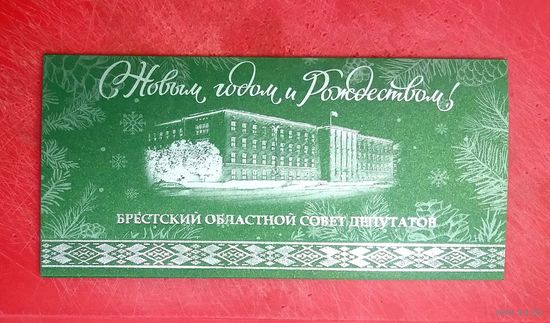 С Новым годом и Рождеством!
БРЕСТСКИЙ ОБЛАСТНОЙ СОВЕТ ДЕПУТАТОВ